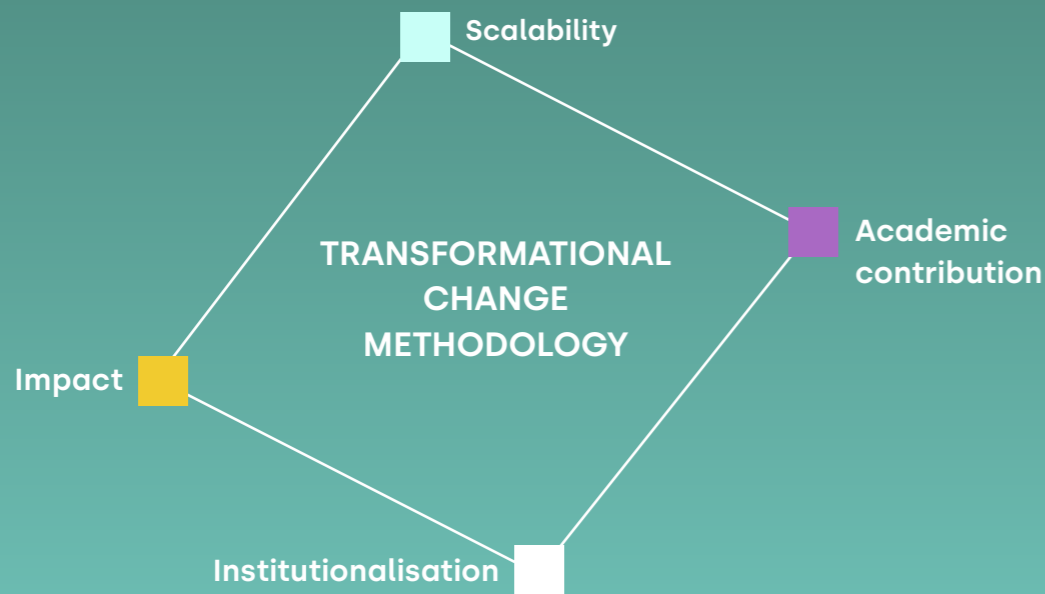 Scalability
Academic
contribution
TRANSFORMATIONAL
CHANGE
METHODOLOGY
Impact
Institutionalisation